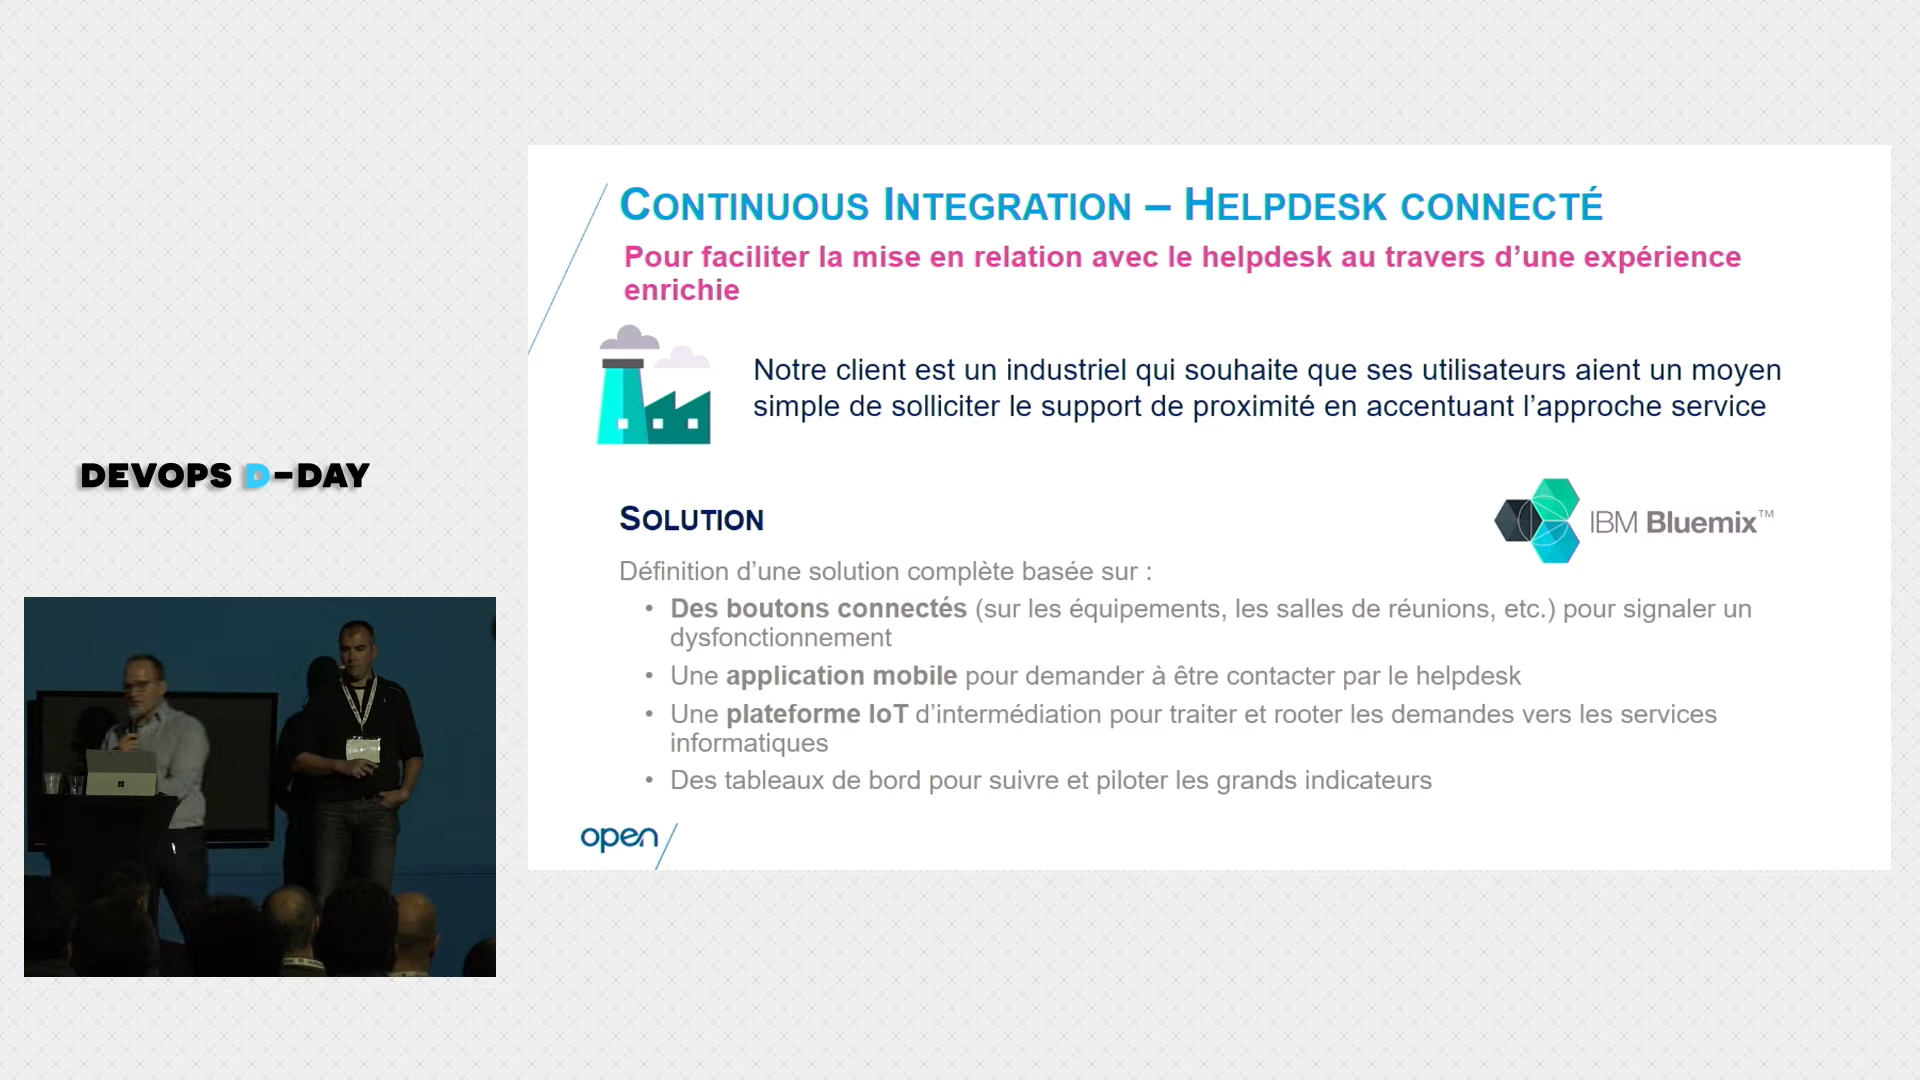 CONTINUOUS INTEGRATION – HELPDESK CONNECTÉ
Pour faciliter la mise en relation avec le helpdesk au travers d’une expérience
enrichie
Notre client est un industriel qui souhaite que ses utilisateurs aient un moyen
simple de solliciter le support de proximité en accentuant l’approche service
DEVOPS D-DAY
SOLUTION
IBM Bluemix™
Définition d’une solution complète basée sur :
• Des boutons connectés (sur les équipements, les salles de réunions, etc.) pour signaler un
dysfonctionnement
• Une application mobile pour demander à être contacter par le helpdesk
• Une plateforme IoT d’intermédiation pour traiter et rooter les demandes vers les services
informatiques
• Des tableaux de bord pour suivre et piloter les grands indicateurs
open